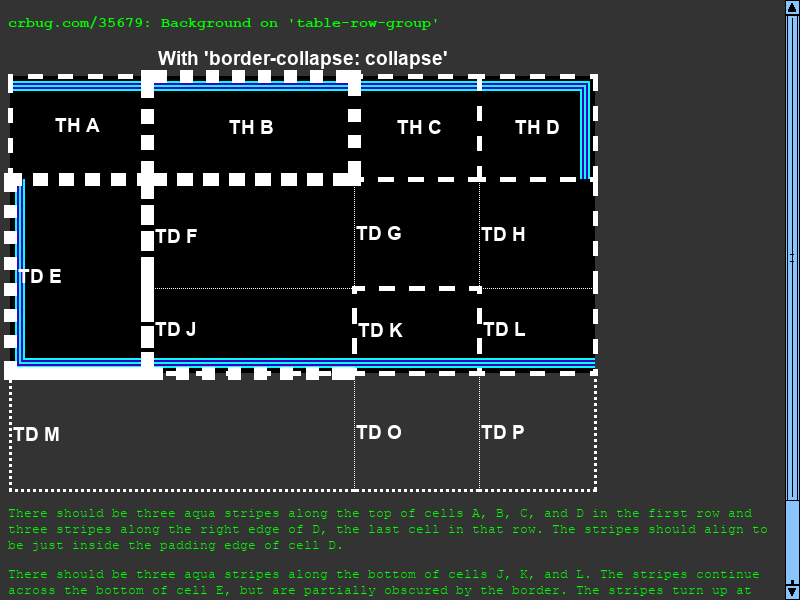 crbug.com/35679: Background on 'table-row-group'
With 'border-collapse: collapse'
TH A TH B TH C TH D
TD F TD G TD H
TD E
TD J TD K TD L
TD M TD O TD P
There should be three aqua stripes along the top of cells A, B, C, and D in the first row and
three stripes along the right edge of D, the last cell in that row. The stripes should align to
be just inside the padding edge of cell D.
There should be three aqua stripes along the bottom of cells J, K, and L. The stripes continue
across the bottom of cell E, but are partially obscured by the border. The stripes turn up at